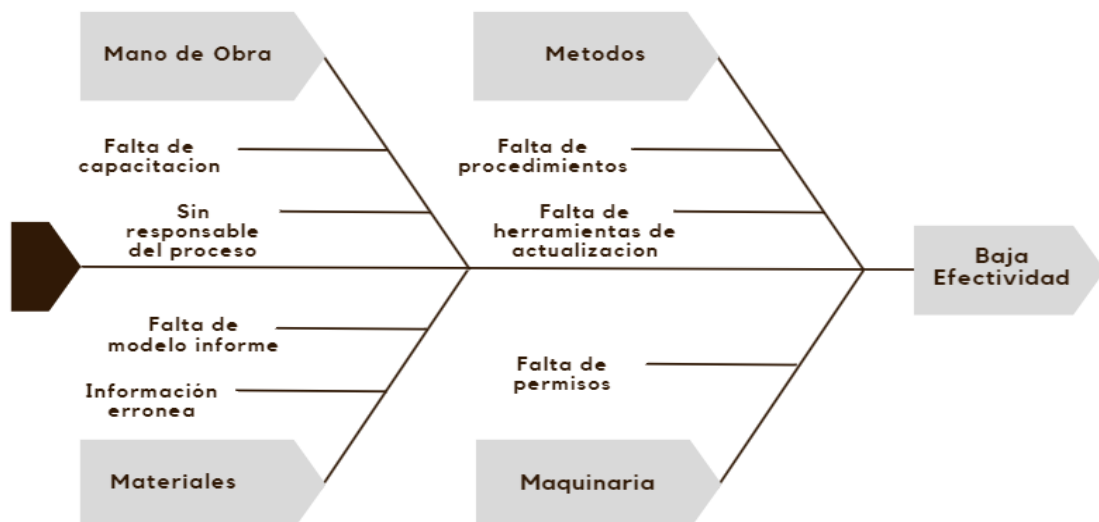 Mano de Obra
Metodos
Falta de
capacitacion
Falta de
procedimientos
Sin
responsable
del proceso
Falta de
herramientas de
actualizacion
Baja
Efectividad
Falta de
modelo informe
Falta de
permisos
Información
erronea
Materiales
Maquinaria